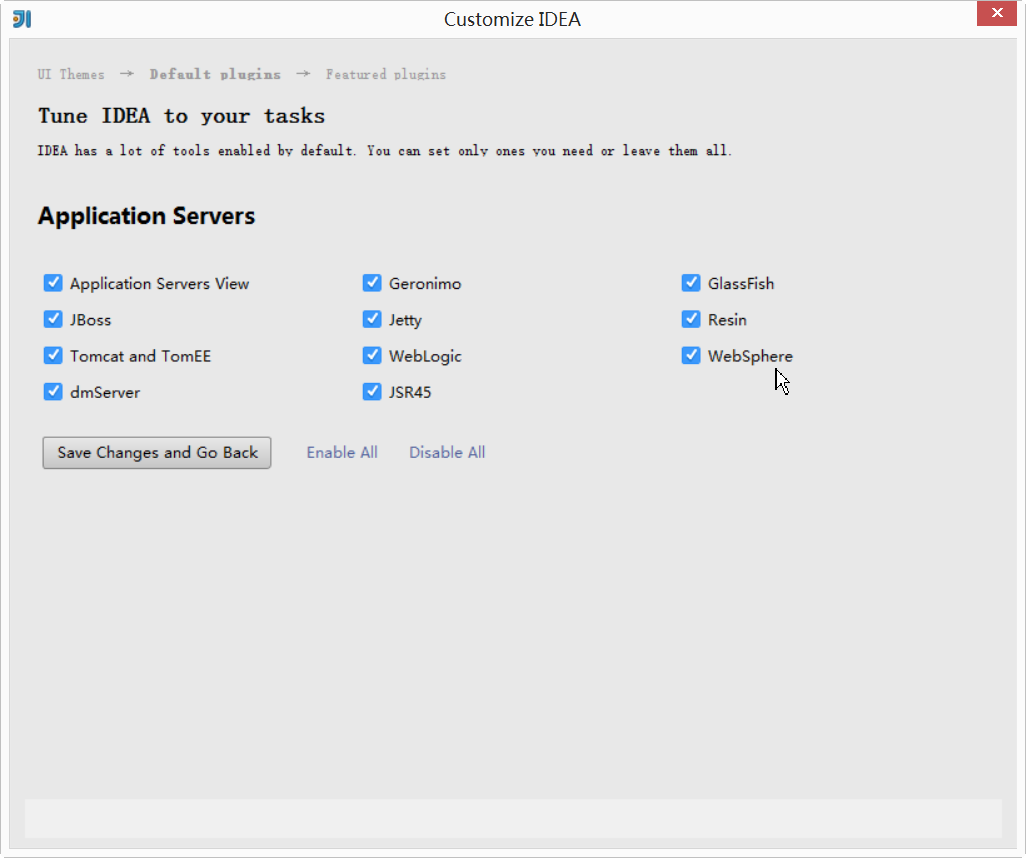 Customize IDEA
UI Themes → Default plugins → Featured plugins
Tune IDEA to your tasks
IDEA has a lot of tools enabled by default. You can set only ones you need or leave them all.
Application Servers
Application Servers View Geronimo GlassFish
JBoss Jetty Resin
Tomcat and TomEE WebLogic WebSphere
dmServer JSR45
Save Changes and Go Back Enable All Disable All